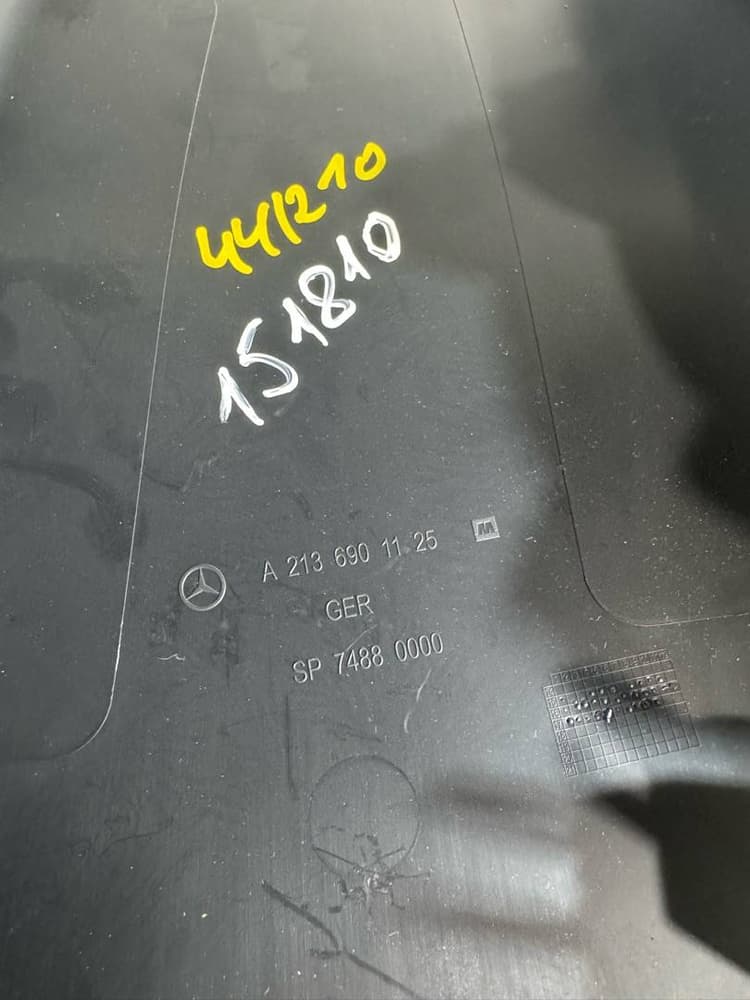 441210
151810
A 213 690 11 25 M
GER
SP 7488 0000